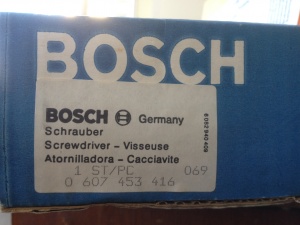 BOSCH
BOSCH Germany
Schrauber
Screwdriver - Visseuse
Atornilladora - Cacciavite
1 ST/PC 069
0 607 453 416